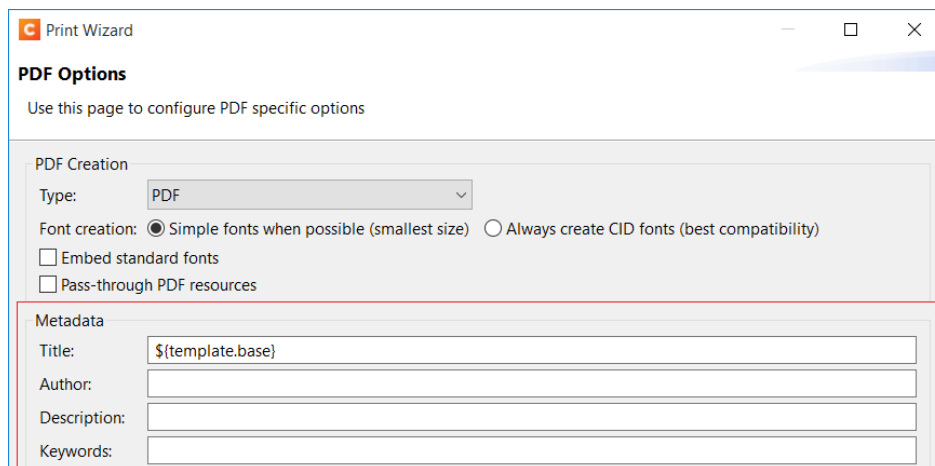 C Print Wizard
PDF Options
Use this page to configure PDF specific options
PDF Creation
Type: PDF
Font creation: Simple fonts when possible (smallest size) Always create CID fonts (best compatibility)
Embed standard fonts
Pass-through PDF resources
Metadata
Title: ${template.base}
Author:
Description:
Keywords: